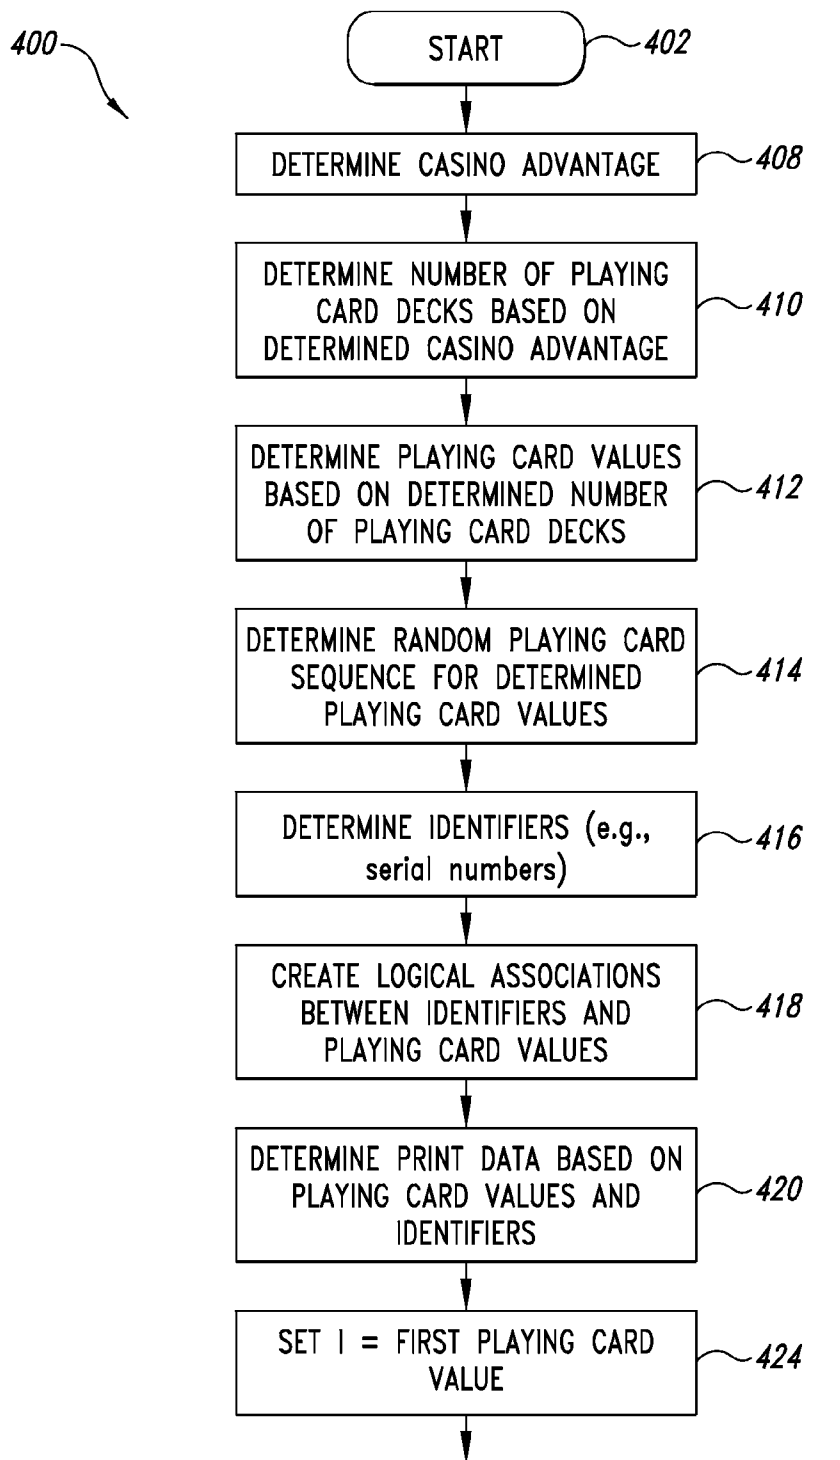 400
START
402
DETERMINE CASINO ADVANTAGE
408
DETERMINE NUMBER OF PLAYING
CARD DECKS BASED ON
DETERMINED CASINO ADVANTAGE
410
DETERMINE PLAYING CARD VALUES
BASED ON DETERMINED NUMBER
OF PLAYING CARD DECKS
412
DETERMINE RANDOM PLAYING CARD
SEQUENCE FOR DETERMINED
PLAYING CARD VALUES
414
DETERMINE IDENTIFIERS (e.g.,
serial numbers)
416
CREATE LOGICAL ASSOCIATIONS
BETWEEN IDENTIFIERS AND
PLAYING CARD VALUES
418
DETERMINE PRINT DATA BASED ON
PLAYING CARD VALUES AND
IDENTIFIERS
420
SET I = FIRST PLAYING CARD
VALUE
424